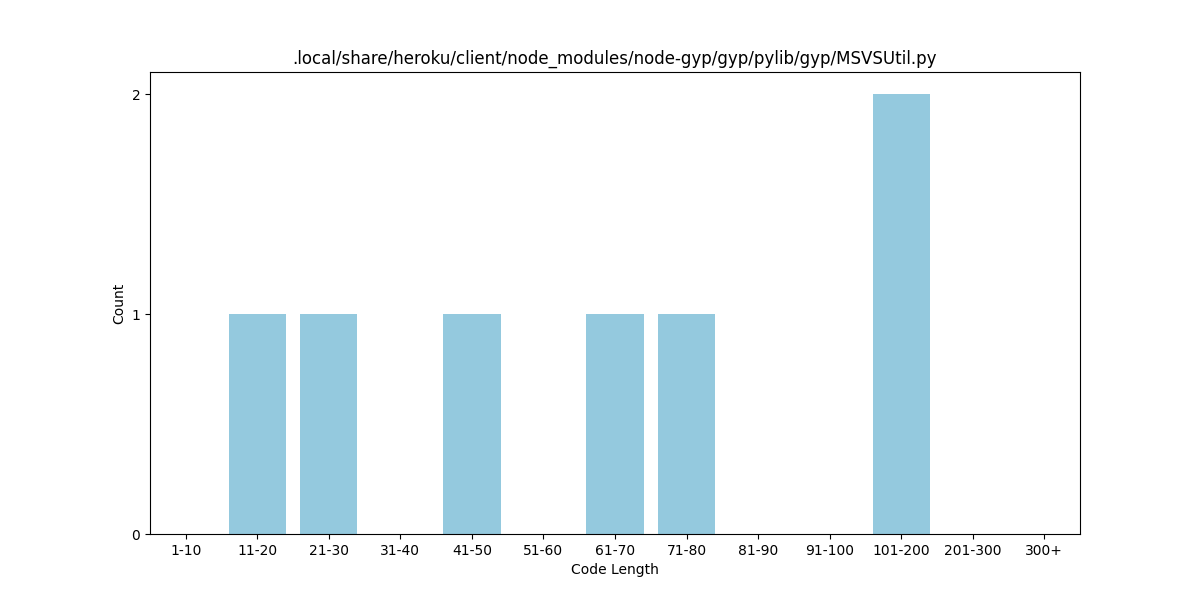 .local/share/heroku/client/node_modules/node-gyp/gyp/pylib/gyp/MSVSUtil.py
2
1
0
Count
1-10 11-20 21-30 31-40 41-50 51-60 61-70 71-80 81-90 91-100 101-200 201-300 300+
Code Length